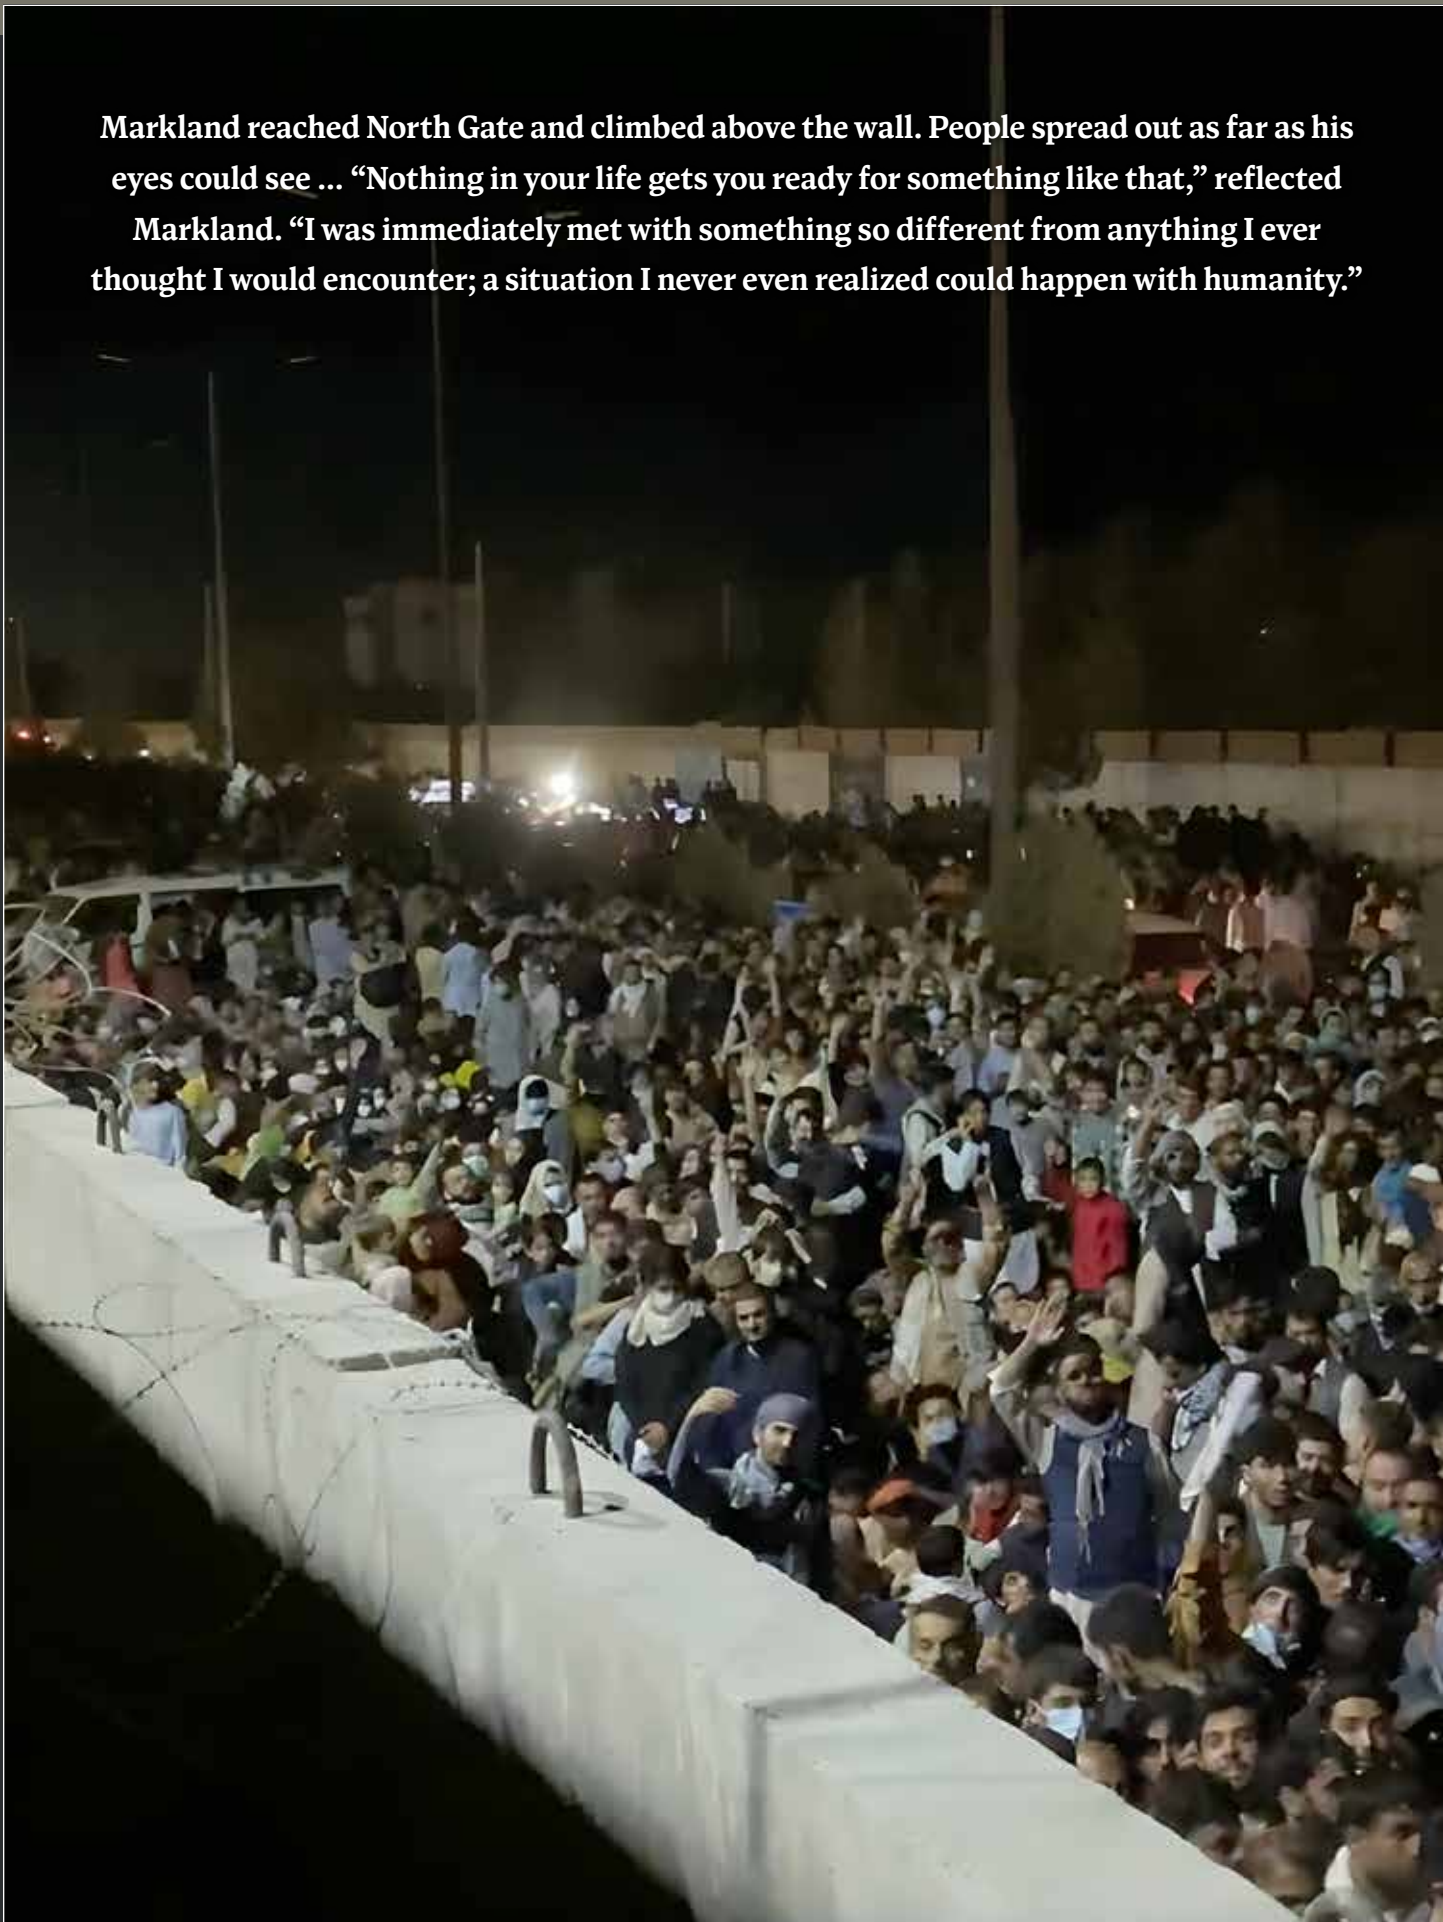 Markland reached North Gate and climbed above the wall. People spread out as far as his
eyes could see ... “Nothing in your life gets you ready for something like that,” reflected
Markland. “I was immediately met with something so different from anything I ever
thought I would encounter; a situation I never even realized could happen with humanity.”